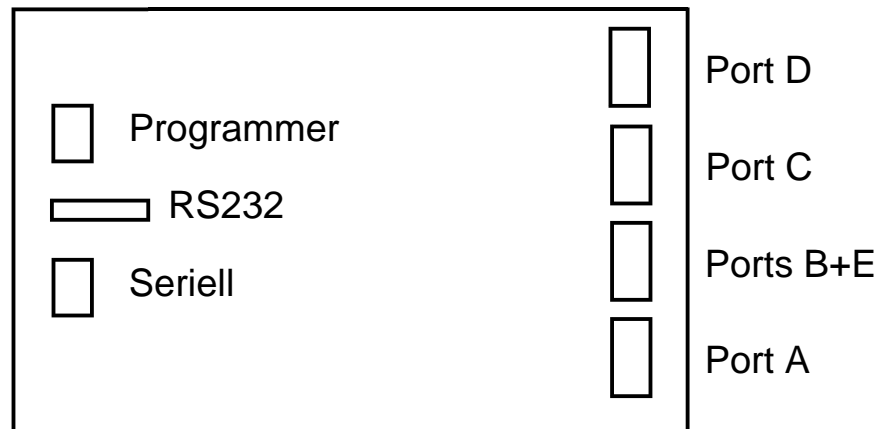 Programmer
RS232
Seriell
Port D
Port C
Ports B+E
Port A